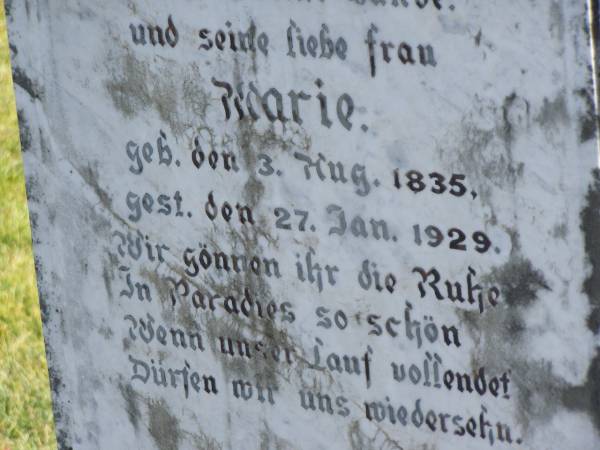 und seine liebe frau
Marie.
geb. den 3. Aug. 1835,
gest. den 27. Jan. 1929.
Wir gönnen ihr die Ruhe
In Paradies so schön
Wenn unser Lauf vollendet
Dürfen wir uns wiedersehn.